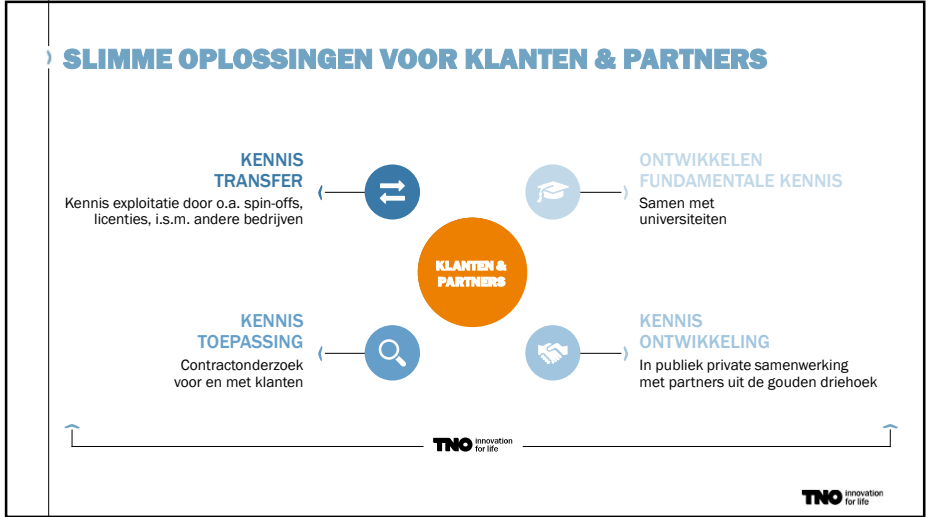 SLIMME OPLOSSINGEN VOOR KLANTEN & PARTNERS
KENNIS
TRANSFER
Kennis exploitatie door o.a. spin-offs,
licenties, i.s.m. andere bedrijven
ONTWIKKELEN
FUNDAMENTALE KENNIS
Samen met
universiteiten
KLANTEN &
PARTNERS
KENNIS
TOEPASSING
Contractonderzoek
voor en met klanten
KENNIS
ONTWIKKELING
In publiek private samenwerking
met partners uit de gouden driehoek
TNO innovation
for life
TNO innovation
for life